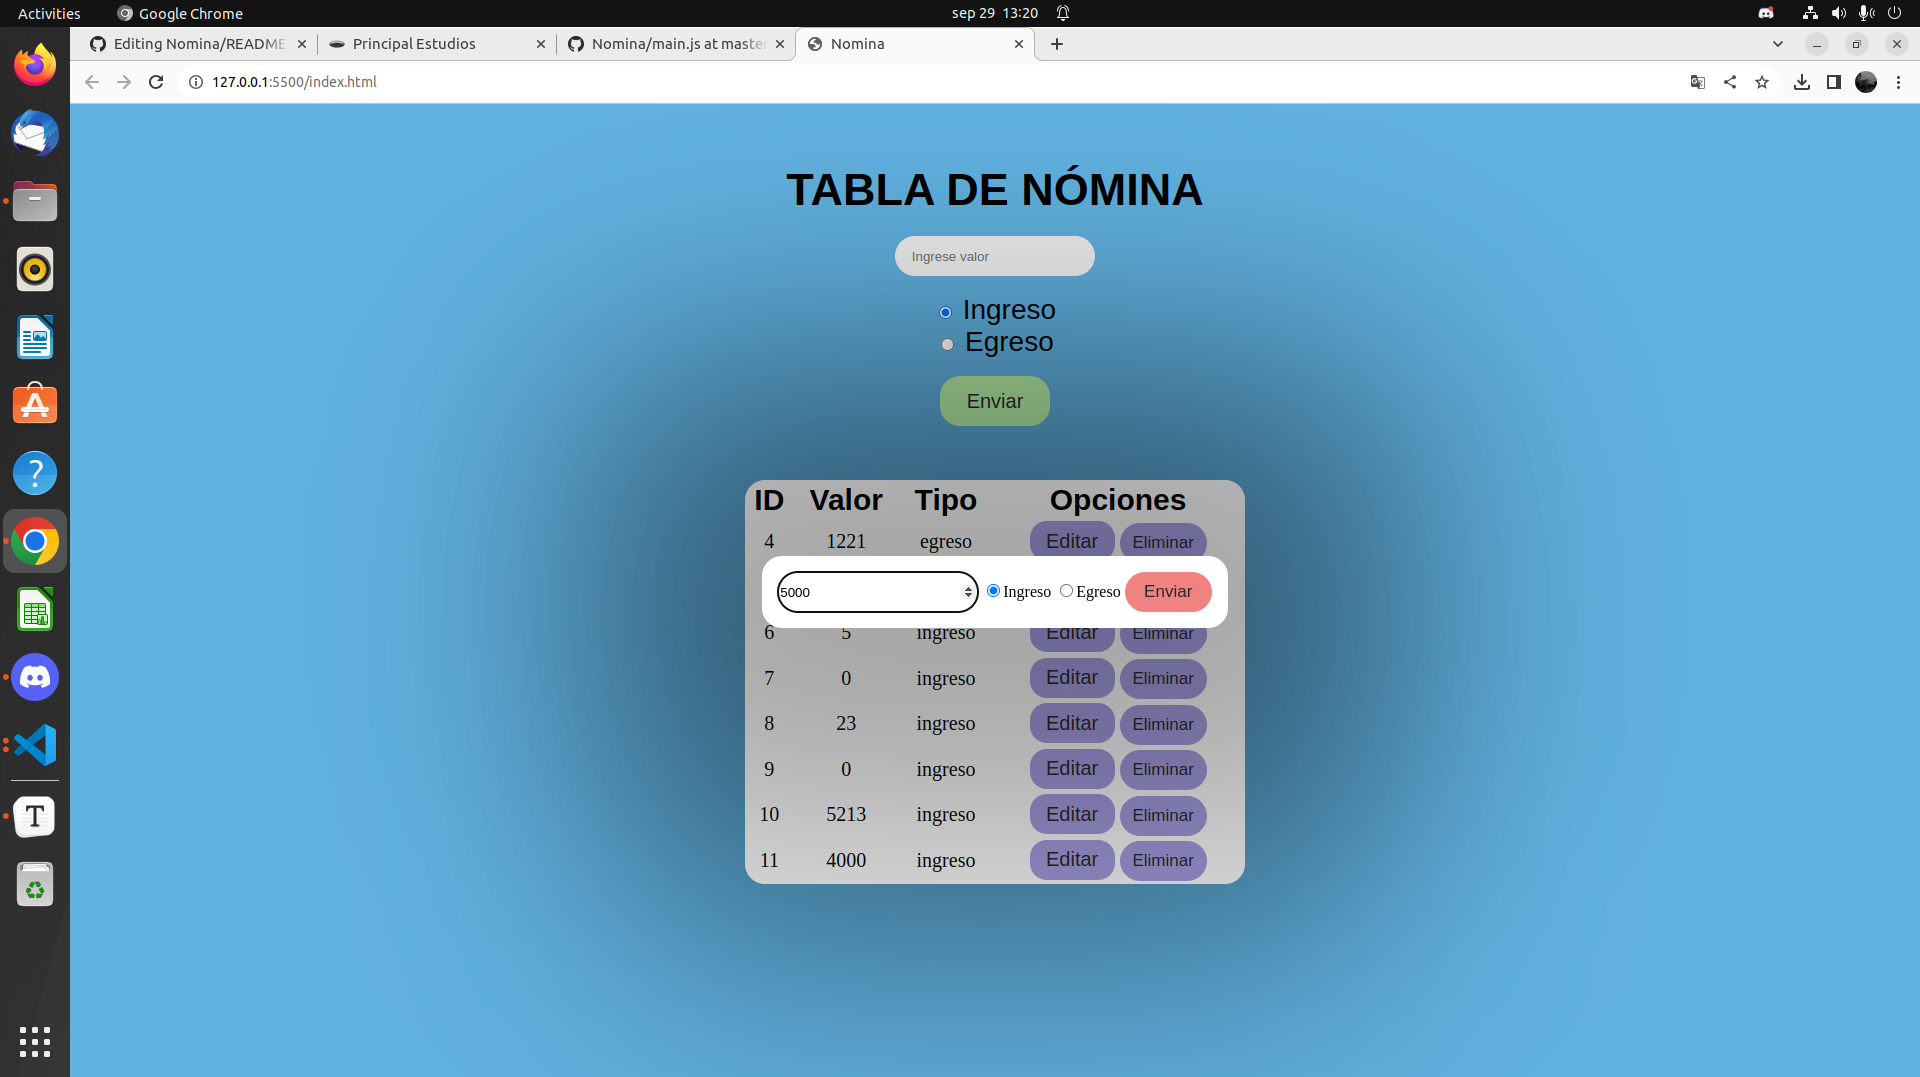 Activities
Google Chrome
sep 29 13:20
Editing Nomina/README
Principal Estudios
Nomina/main.js at maste
Nomina
127.0.0.1:5500/index.html
TABLA DE NÓMINA
Ingrese valor
Ingreso
Egreso
Enviar
ID Valor Tipo Opciones
4 1221 egreso Editar Eliminar
5000 Ingreso Egreso Enviar
6 5 ingreso Editar Eliminar
7 0 ingreso Editar Eliminar
8 23 ingreso Editar Eliminar
9 0 ingreso Editar Eliminar
10 5213 ingreso Editar Eliminar
11 4000 ingreso Editar Eliminar